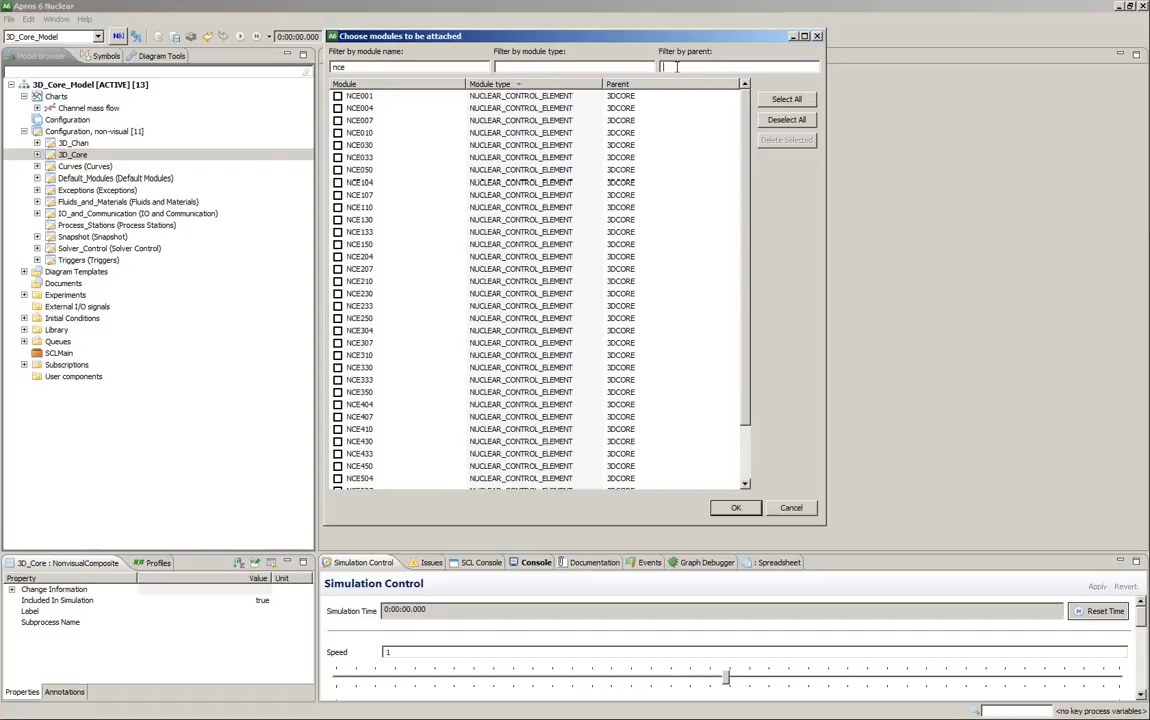 Apros 6 Nuclear
File Edit Window Help
3D_Core_Model
0:00:00.000
Model Browser
Symbols
Diagram Tools
3D_Core_Model [ACTIVE] [13]
Charts
Channel mass flow
Configuration
Configuration, non-visual [11]
3D_Chan
3D_Core
Curves (Curves)
Default_Modules (Default Modules)
Exceptions (Exceptions)
Fluids_and_Materials (Fluids and Materials)
IO_and_Communication (IO and Communication)
Process_Stations (Process Stations)
Snapshot (Snapshot)
Solver_Control (Solver Control)
Triggers (Triggers)
Diagram Templates
Documents
Experiments
External I/O signals
Initial Conditions
Library
Queues
SCLMain
Subscriptions
User components
Choose modules to be attached
Filter by module name: Filter by module type: Filter by parent:
nce
Module Module type Parent
NCE001 NUCLEAR_CONTROL_ELEMENT 3DCORE
NCE004 NUCLEAR_CONTROL_ELEMENT 3DCORE
NCE007 NUCLEAR_CONTROL_ELEMENT 3DCORE
NCE010 NUCLEAR_CONTROL_ELEMENT 3DCORE
NCE030 NUCLEAR_CONTROL_ELEMENT 3DCORE
NCE033 NUCLEAR_CONTROL_ELEMENT 3DCORE
NCE050 NUCLEAR_CONTROL_ELEMENT 3DCORE
NCE104 NUCLEAR_CONTROL_ELEMENT 3DCORE
NCE107 NUCLEAR_CONTROL_ELEMENT 3DCORE
NCE110 NUCLEAR_CONTROL_ELEMENT 3DCORE
NCE130 NUCLEAR_CONTROL_ELEMENT 3DCORE
NCE133 NUCLEAR_CONTROL_ELEMENT 3DCORE
NCE150 NUCLEAR_CONTROL_ELEMENT 3DCORE
NCE204 NUCLEAR_CONTROL_ELEMENT 3DCORE
NCE207 NUCLEAR_CONTROL_ELEMENT 3DCORE
NCE210 NUCLEAR_CONTROL_ELEMENT 3DCORE
NCE230 NUCLEAR_CONTROL_ELEMENT 3DCORE
NCE233 NUCLEAR_CONTROL_ELEMENT 3DCORE
NCE250 NUCLEAR_CONTROL_ELEMENT 3DCORE
NCE304 NUCLEAR_CONTROL_ELEMENT 3DCORE
NCE307 NUCLEAR_CONTROL_ELEMENT 3DCORE
NCE310 NUCLEAR_CONTROL_ELEMENT 3DCORE
NCE330 NUCLEAR_CONTROL_ELEMENT 3DCORE
NCE333 NUCLEAR_CONTROL_ELEMENT 3DCORE
NCE350 NUCLEAR_CONTROL_ELEMENT 3DCORE
NCE404 NUCLEAR_CONTROL_ELEMENT 3DCORE
NCE407 NUCLEAR_CONTROL_ELEMENT 3DCORE
NCE410 NUCLEAR_CONTROL_ELEMENT 3DCORE
NCE430 NUCLEAR_CONTROL_ELEMENT 3DCORE
NCE433 NUCLEAR_CONTROL_ELEMENT 3DCORE
NCE450 NUCLEAR_CONTROL_ELEMENT 3DCORE
NCE504 NUCLEAR_CONTROL_ELEMENT 3DCORE
Select All
Deselect All
Delete Selected
OK Cancel
3D_Core : NonvisualComposite
Profiles
Property Value Unit
Change Information
Included In Simulation true
Label
Subprocess Name
Properties Annotations
Simulation Control Issues SCL Console Console Documentation Events Graph Debugger Spreadsheet
Simulation Control
Apply Revert
Simulation Time 0:00:00.000 Reset Time
Speed 1
<no key process variables>